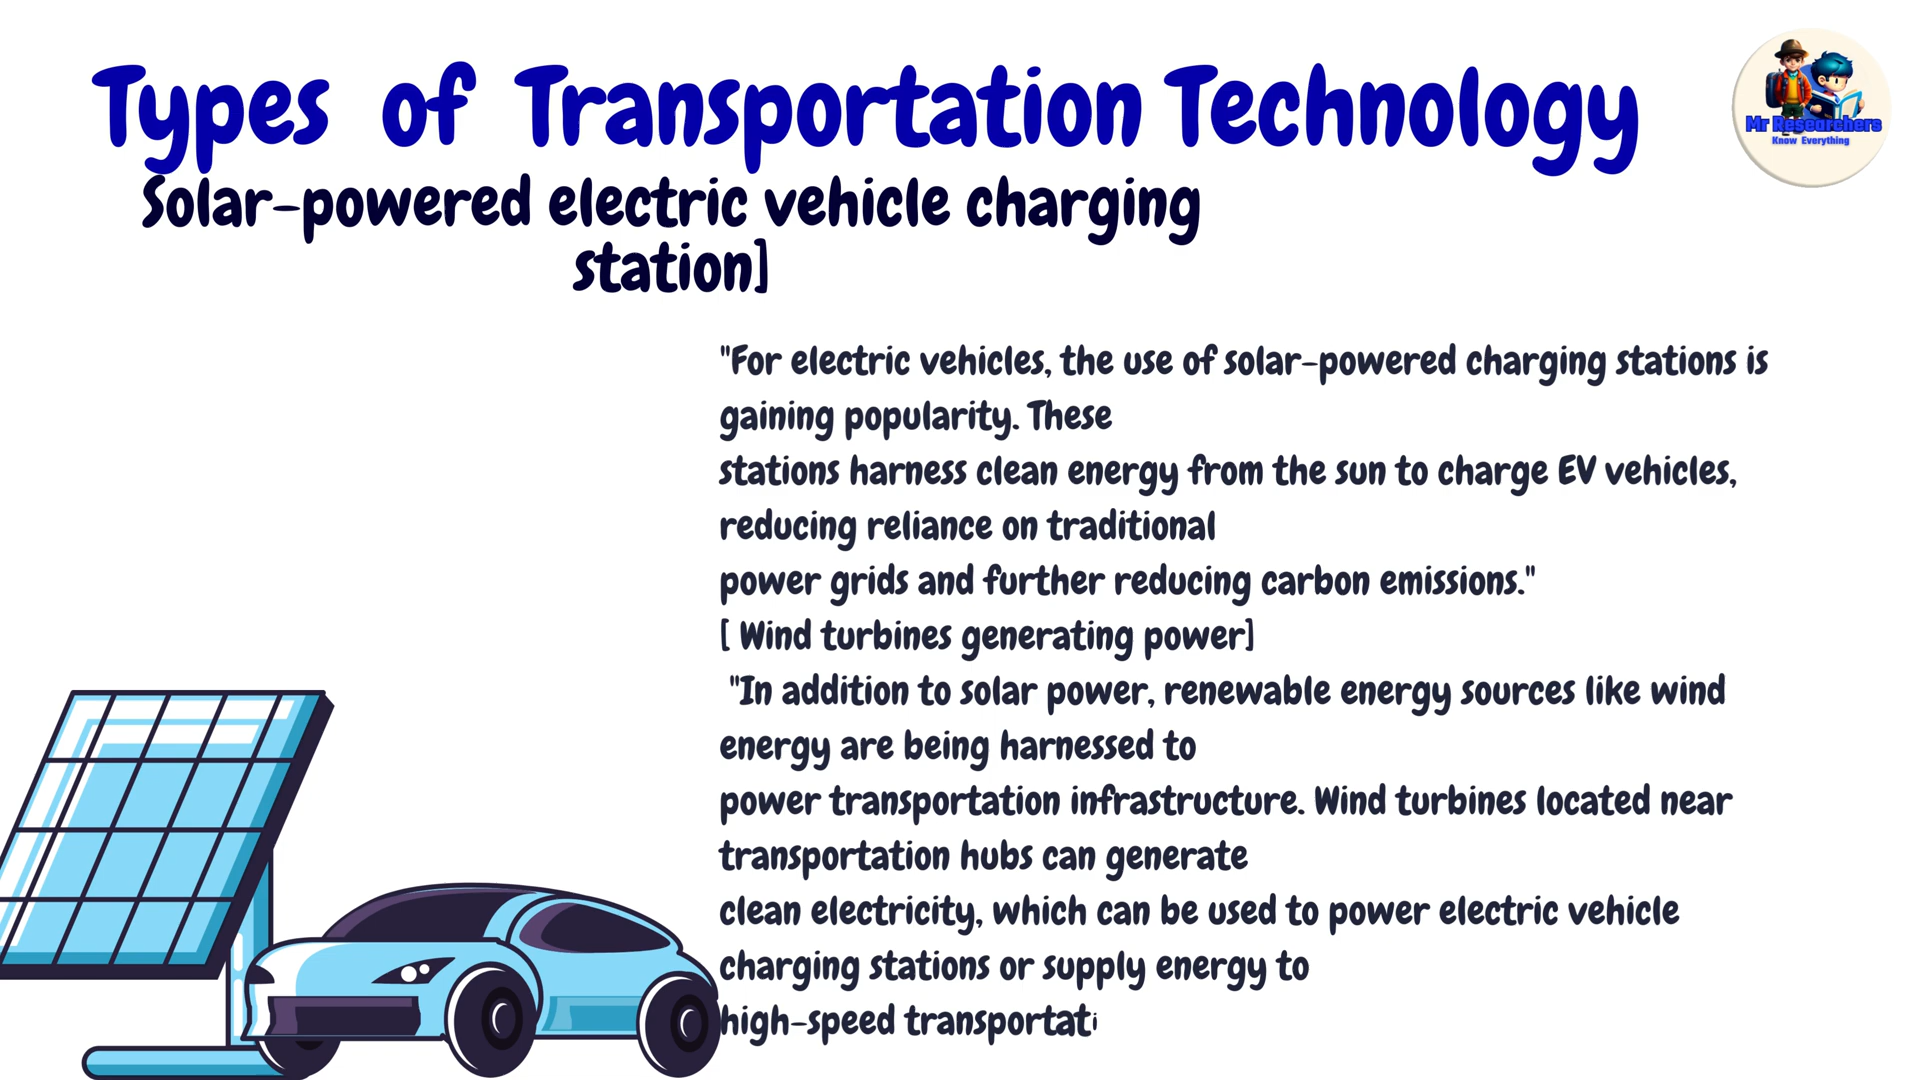 Types of Transportation Technology
Solar-powered electric vehicle charging
station]
Mr Researchers
Know Everything
"For electric vehicles, the use of solar-powered charging stations is
gaining popularity. These
stations harness clean energy from the sun to charge EV vehicles,
reducing reliance on traditional
power grids and further reducing carbon emissions."
[ Wind turbines generating power]
"In addition to solar power, renewable energy sources like wind
energy are being harnessed to
power transportation infrastructure. Wind turbines located near
transportation hubs can generate
clean electricity, which can be used to power electric vehicle
charging stations or supply energy to
high-speed transportati